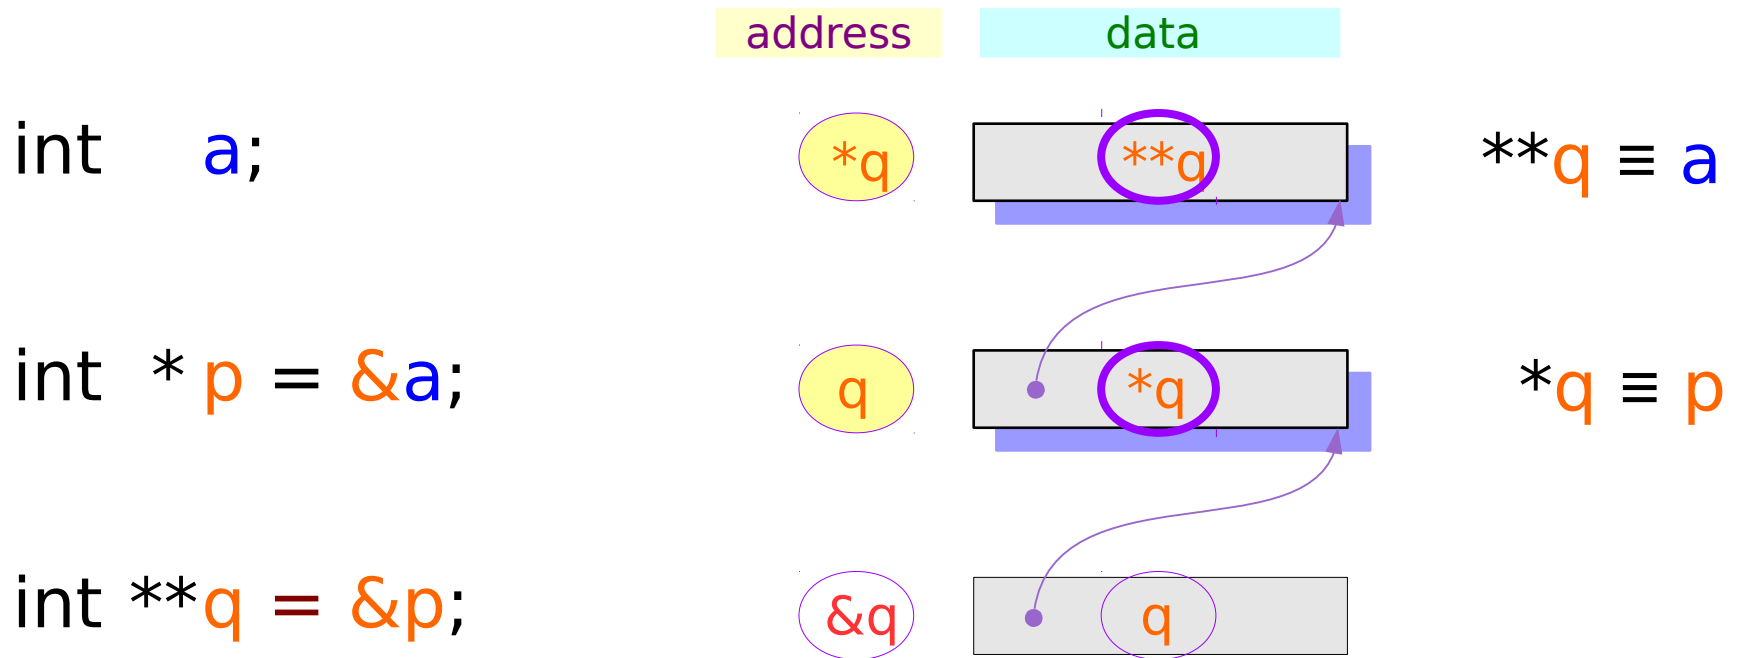 address data
int a; *q **q **q ≡ a
int * p = &a; q *q *q ≡ p
int **q = &p; &q q